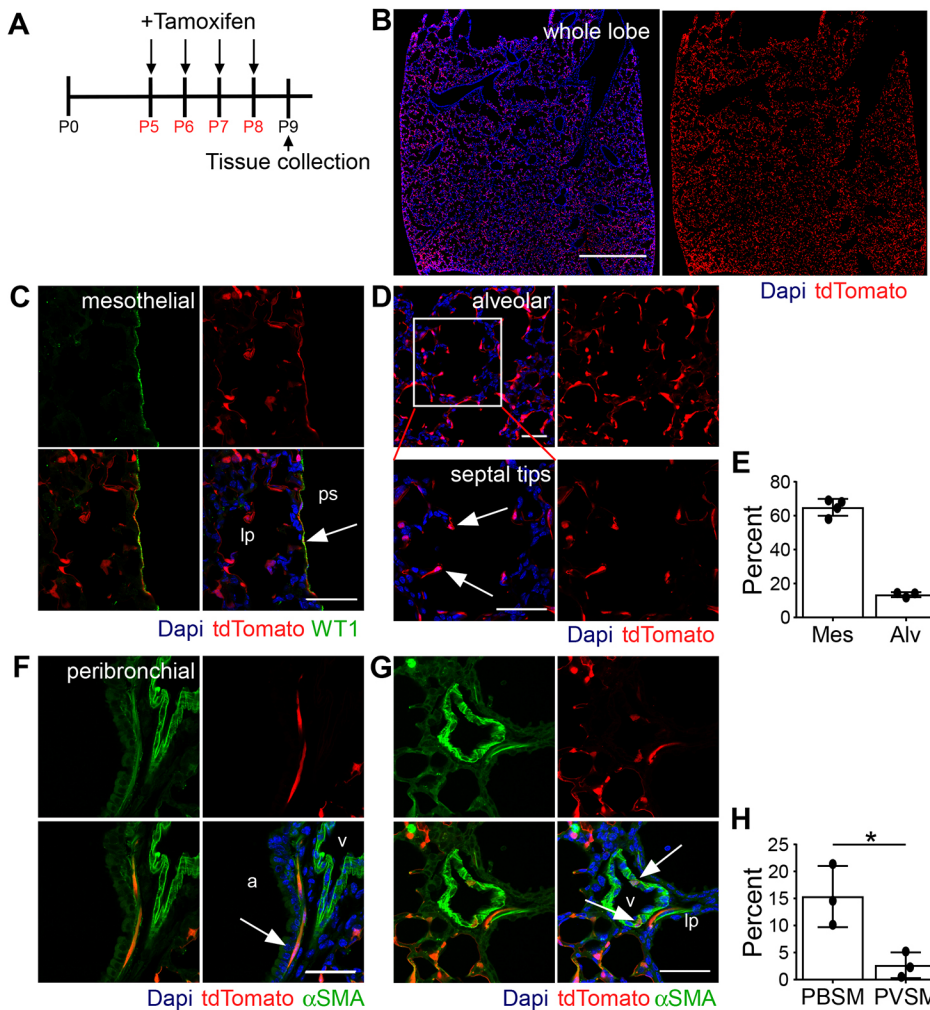 A
+Tamoxifen
P0
P5
P6
P7
P8
P9
Tissue collection
B
whole lobe
Dapi tdTomato
C
mesothelial
ps
lp
Dapi tdTomato WT1
D
alveolar
septal tips
Dapi tdTomato
E
Percent
80
60
40
20
0
Mes
Alv
F
peribronchial
v
a
Dapi tdTomato αSMA
G
v
lp
Dapi tdTomato αSMA
H
Percent
25
20
15
10
5
0
*
PBSM
PVSM